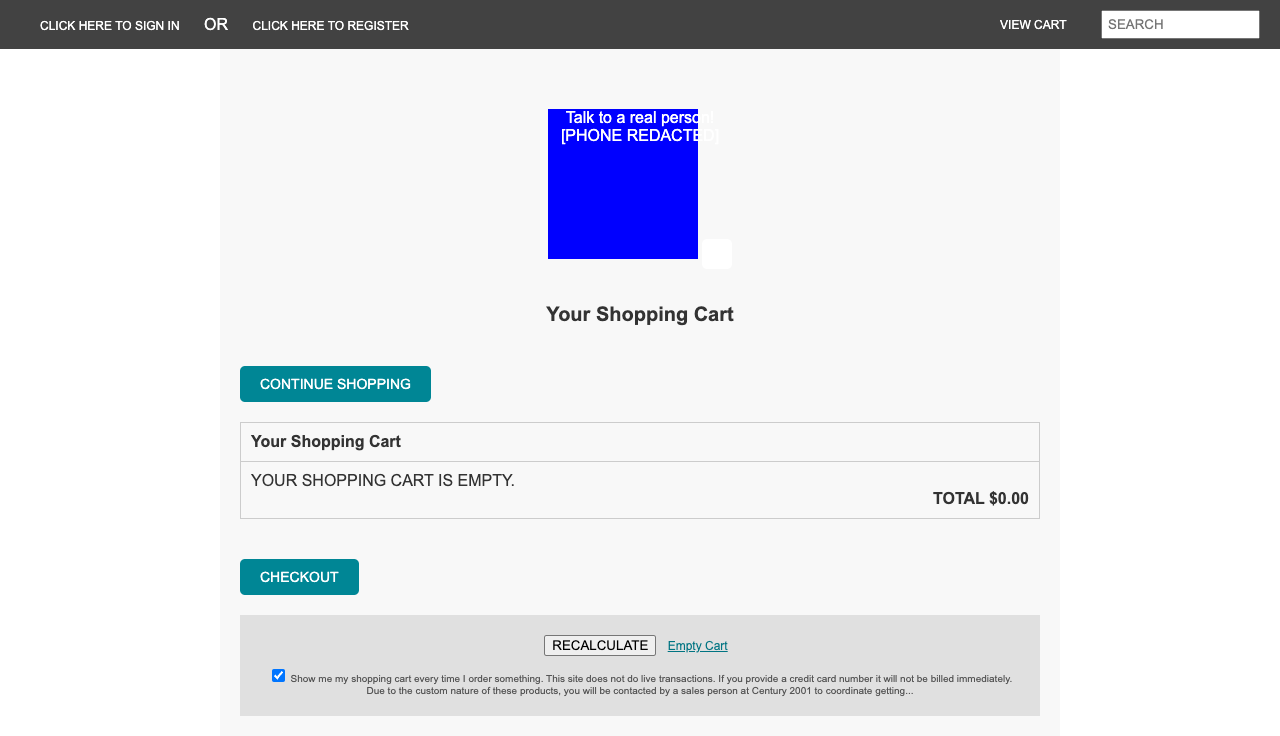 CLICK HERE TO SIGN IN OR CLICK HERE TO REGISTER VIEW CART SEARCH
Talk to a real person!
[PHONE REDACTED]
Your Shopping Cart
CONTINUE SHOPPING
Your Shopping Cart
YOUR SHOPPING CART IS EMPTY.
TOTAL $0.00
CHECKOUT
RECALCULATE Empty Cart
Show me my shopping cart every time I order something. This site does not do live transactions. If you provide a credit card number it will not be billed immediately.
Due to the custom nature of these products, you will be contacted by a sales person at Century 2001 to coordinate getting...